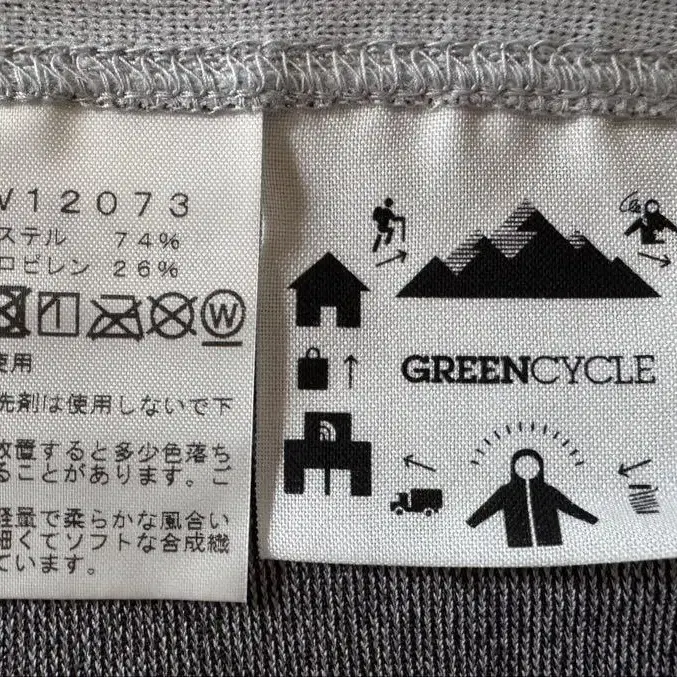 W12073
ステル 74%
ロピレン 26%
W
使用
洗剤は使用しないで下
放置すると多少色落ち
ることがあります。ご
軽量で柔らかな風合い
細くてソフトな合成繊
ています。
GREENCYCLE